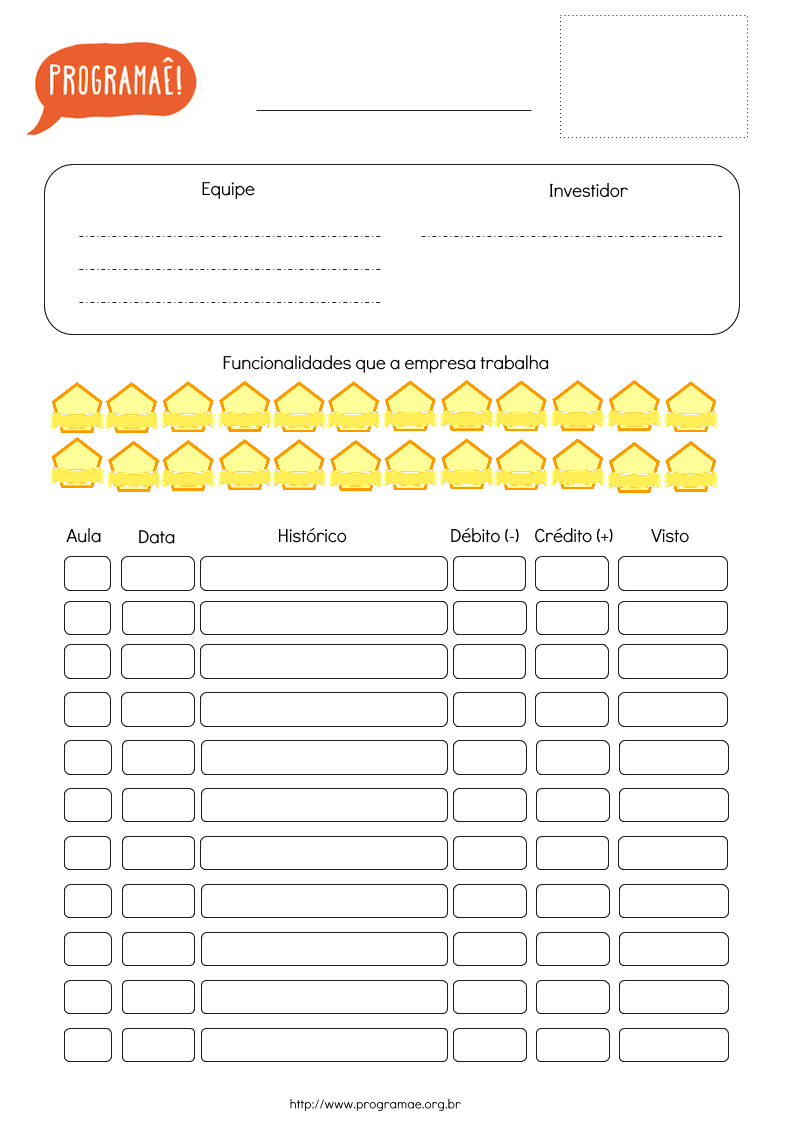 PROGRAMAÊ!
Equipe
Investidor
Funcionalidades que a empresa trabalha
Aula Data Histórico Débito (-) Crédito (+) Visto
http://www.programae.org.br